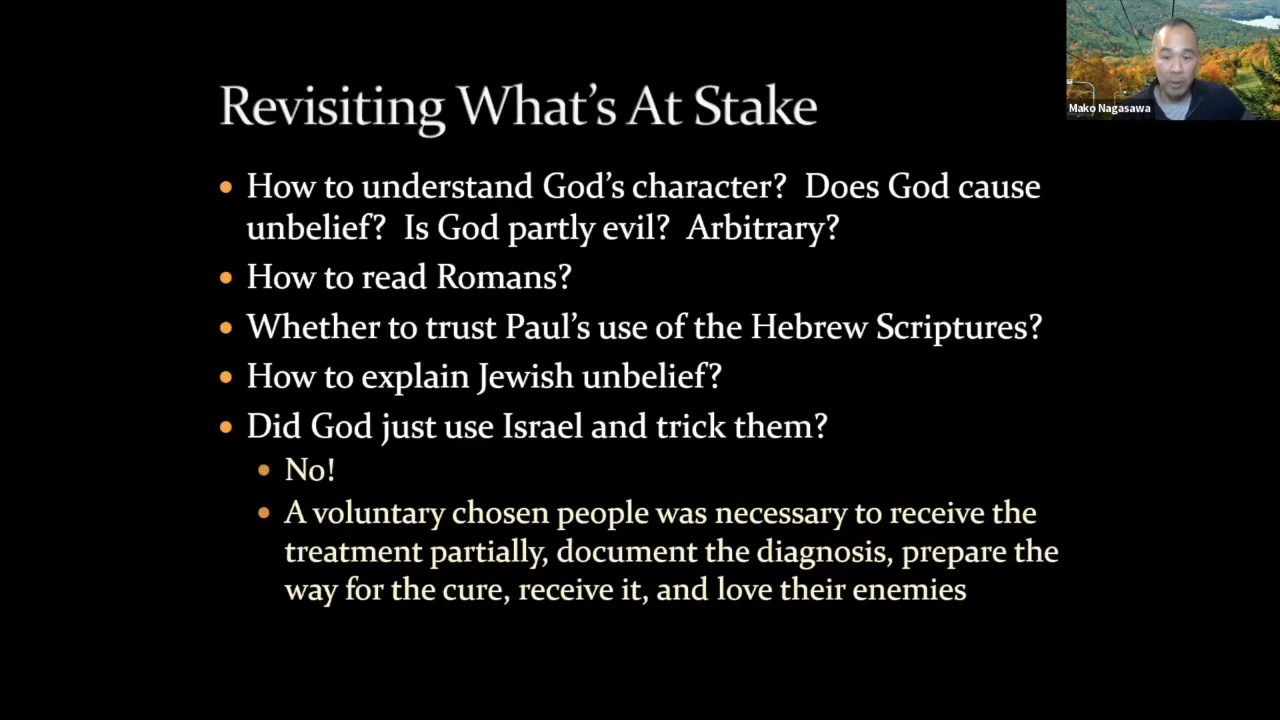 Revisiting What's At Stake
Mako Nagasawa
• How to understand God's character? Does God cause
unbelief? Is God partly evil? Arbitrary?
• How to read Romans?
• Whether to trust Paul's use of the Hebrew Scriptures?
• How to explain Jewish unbelief?
• Did God just use Israel and trick them?
• No!
• A voluntary chosen people was necessary to receive the
treatment partially, document the diagnosis, prepare the
way for the cure, receive it, and love their enemies